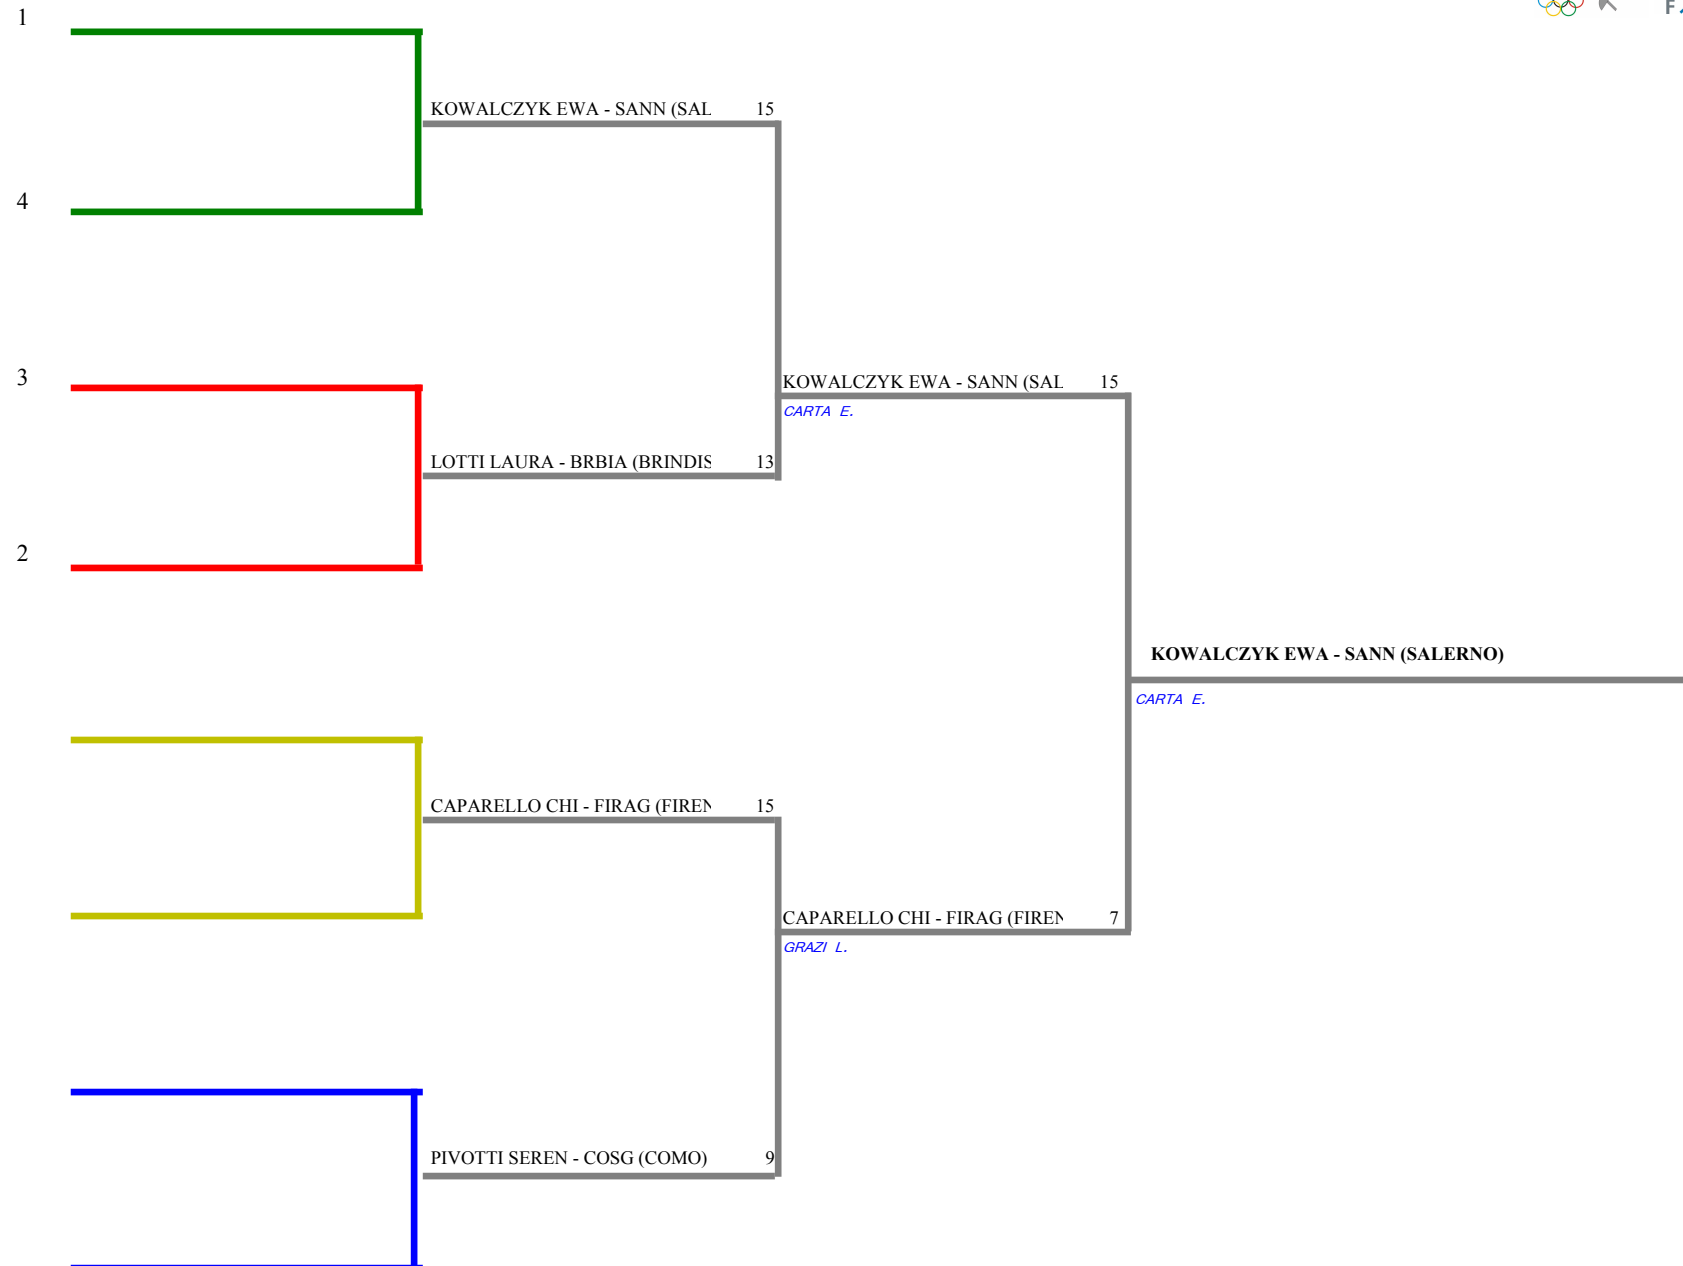 1
F
KOWALCZYK EWA - SANN (SAL 15
4
3
KOWALCZYK EWA - SANN (SAL 15
CARTA E.
LOTTI LAURA - BRBIA (BRINDIS 13
2
KOWALCZYK EWA - SANN (SALERNO)
CARTA E.
CAPARELLO CHI - FIRAG (FIREN 15
CAPARELLO CHI - FIRAG (FIREN 7
GRAZI L.
PIVOTTI SEREN - COSG (COMO) 9